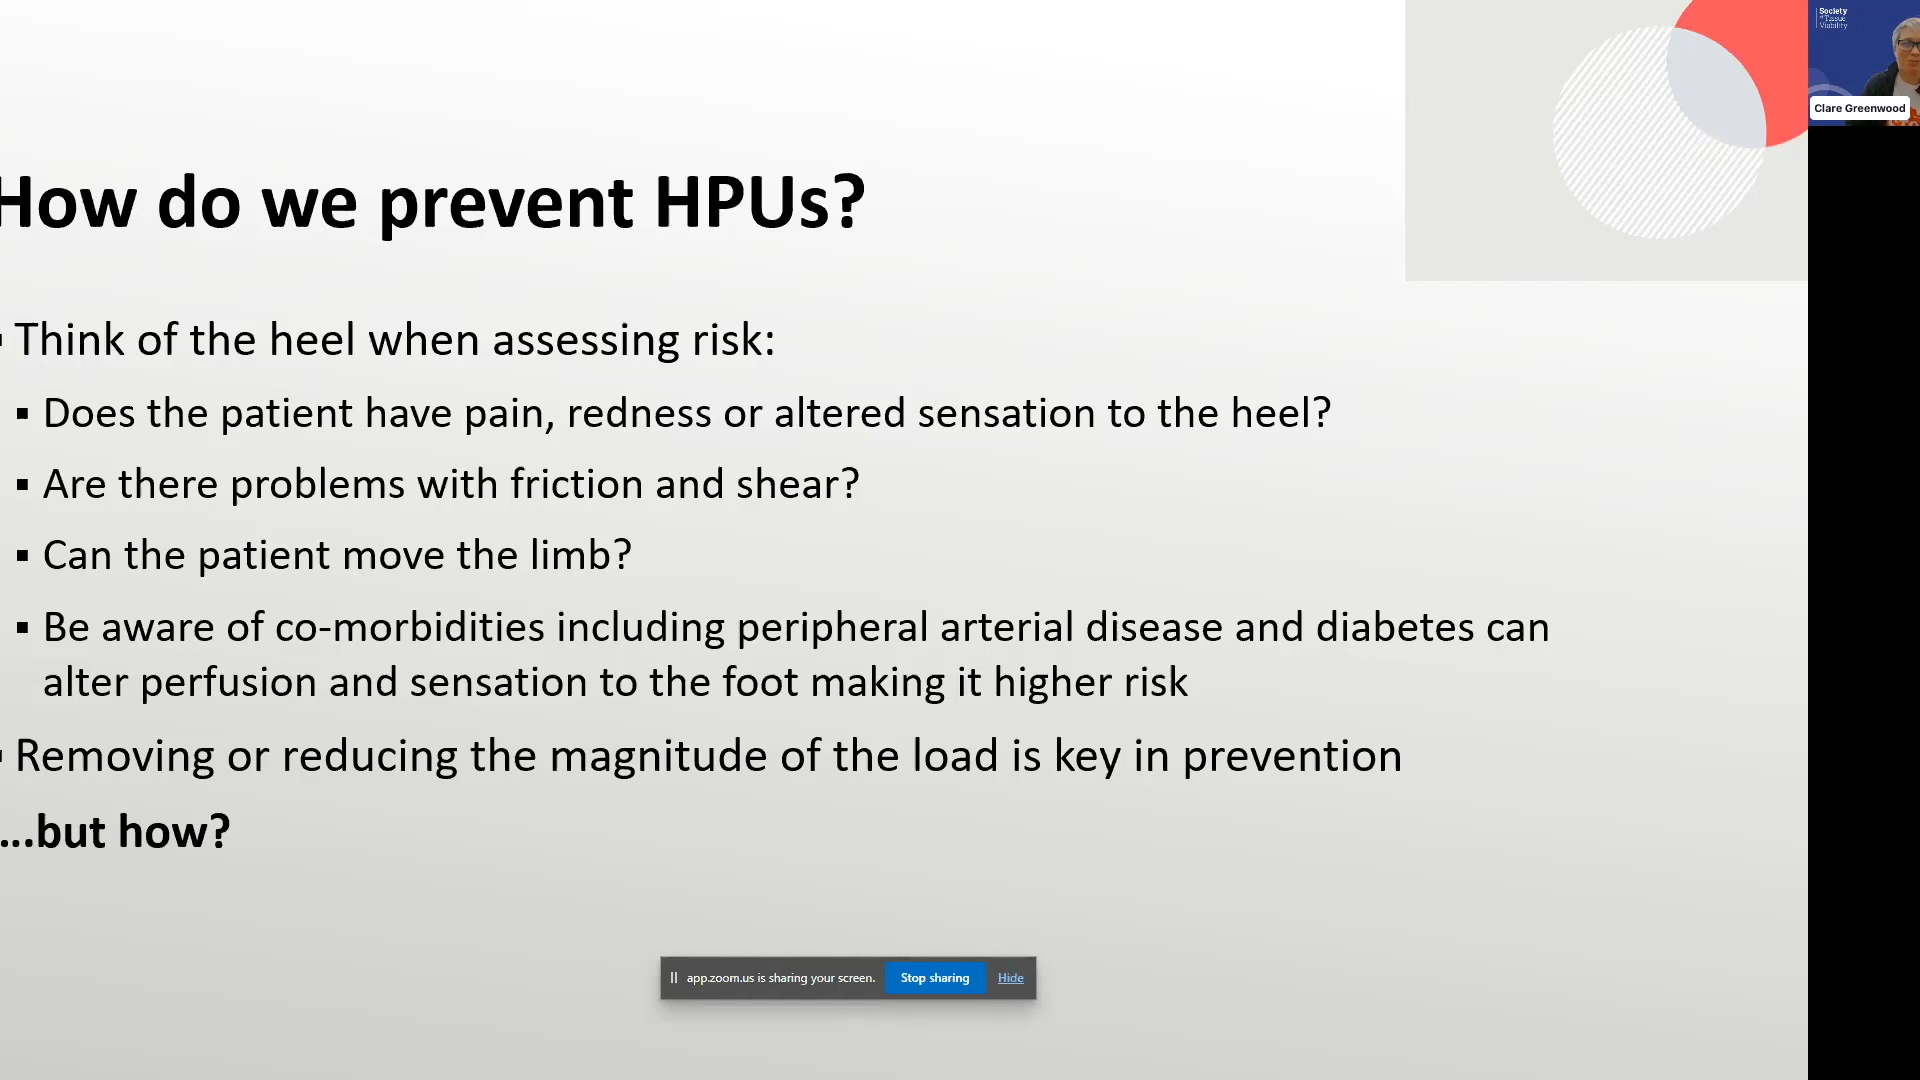 Society
of Tissue
Viability
Clare Greenwood
How do we prevent HPUs?
▪ Think of the heel when assessing risk:
▪ Does the patient have pain, redness or altered sensation to the heel?
▪ Are there problems with friction and shear?
▪ Can the patient move the limb?
▪ Be aware of co-morbidities including peripheral arterial disease and diabetes can
alter perfusion and sensation to the foot making it higher risk
▪ Removing or reducing the magnitude of the load is key in prevention
...but how?
app.zoom.us is sharing your screen.
Stop sharing
Hide